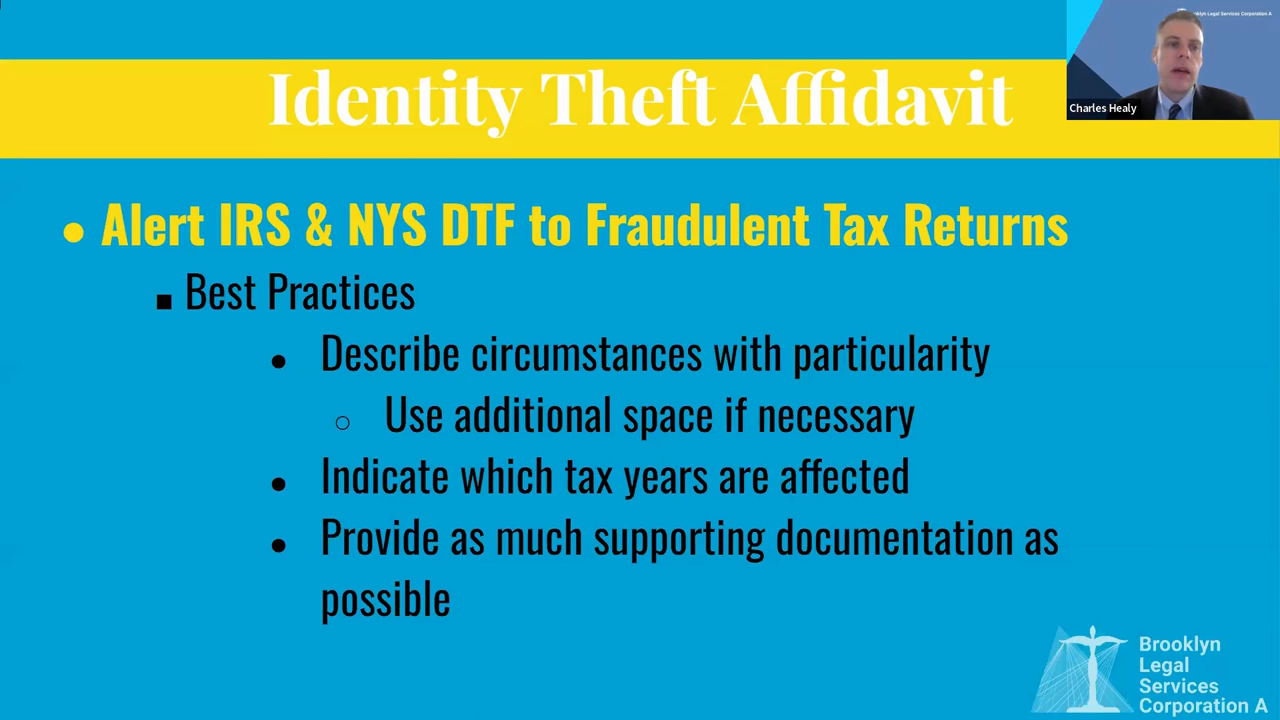 Identity Theft Affidavit
Charles Healy
● Alert IRS & NYS DTF to Fraudulent Tax Returns
■ Best Practices
● Describe circumstances with particularity
○ Use additional space if necessary
● Indicate which tax years are affected
● Provide as much supporting documentation as
possible
Brooklyn
Legal
Services
Corporation A